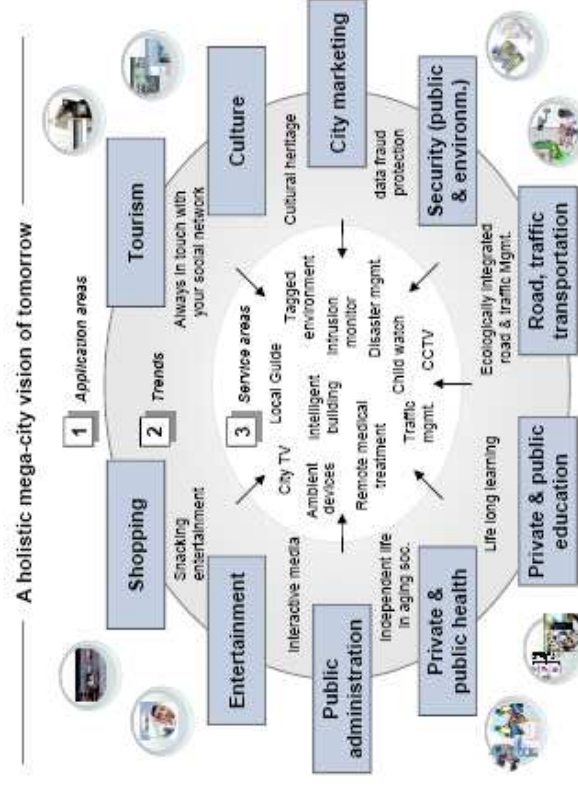 A holistic mega-city vision of tomorrow
1
Application areas
2
Trends
3
Service areas
Shopping
Tourism
Entertainment
Culture
Public
administration
City marketing
Private &
public health
Security (public
& environm.)
Private & public
education
Road, traffic
transportation
Snacking
entertainment
Always in touch with
your social network
Interactive media
Cultural heritage
Independent life
in aging soc.
data fraud
protection
Life long learning
Ecologically integrated
road & traffic Mgmt.
City TV
Local Guide
Ambient
devices
Intelligent
building
Tagged
environment
Intrusion
monitor
Remote medical
treatment
Disaster mgmt.
Traffic
mgmt.
Child watch
CCTV